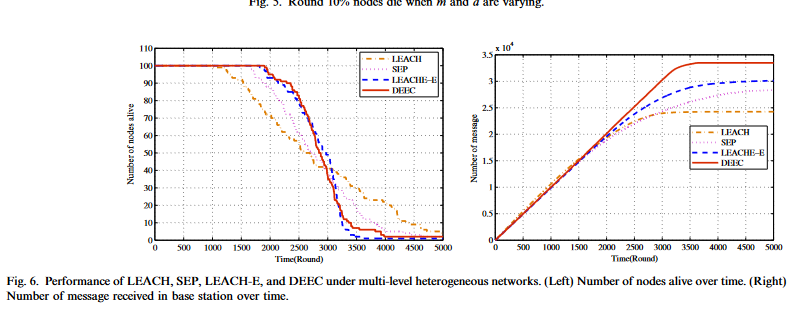 Fig. 5. Round 10% nodes die when m and a are varying.
110
100
90
80
70
60
50
40
30
20
10
0
Number of nodes alive
500 1000 1500 2000 2500 3000 3500 4000 4500 5000
Time(Round)
LEACH
SEP
LEACHE-E
DEEC
x 10^4
3.5
3
2.5
2
1.5
1
0.5
0
Number of message
0 500 1000 1500 2000 2500 3000 3500 4000 4500 5000
Time(Round)
LEACH
SEP
LEACHE-E
DEEC
Fig. 6. Performance of LEACH, SEP, LEACH-E, and DEEC under multi-level heterogeneous networks. (Left) Number of nodes alive over time. (Right)
Number of message received in base station over time.